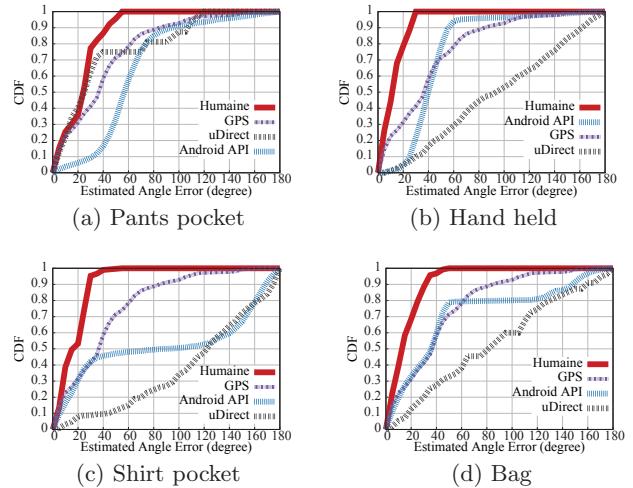 1
0.9
0.8
0.7
0.6
0.5
0.4
0.3
0.2
0.1
0
CDF
Humaine
GPS
uDirect
Android API
0 20 40 60 80 100 120 140 160 180
Estimated Angle Error (degree)
(a) Pants pocket
1
0.9
0.8
0.7
0.6
0.5
0.4
0.3
0.2
0.1
0
CDF
Humaine
Android API
GPS
uDirect
0 20 40 60 80 100 120 140 160 180
Estimated Angle Error (degree)
(b) Hand held
1
0.9
0.8
0.7
0.6
0.5
0.4
0.3
0.2
0.1
0
CDF
Humaine
GPS
Android API
uDirect
0 20 40 60 80 100 120 140 160 180
Estimated Angle Error (degree)
(c) Shirt pocket
1
0.9
0.8
0.7
0.6
0.5
0.4
0.3
0.2
0.1
0
CDF
Humaine
GPS
Android API
uDirect
0 20 40 60 80 100 120 140 160 180
Estimated Angle Error (degree)
(d) Bag